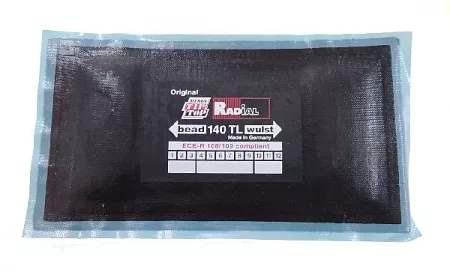 Original
REMA
TIP
TOP
RADIAL
bead 140 TL wulst
Made in Germany
ECE-R 108/109 compliant
1 2 3 4 5 6 7 8 9 10 11 12